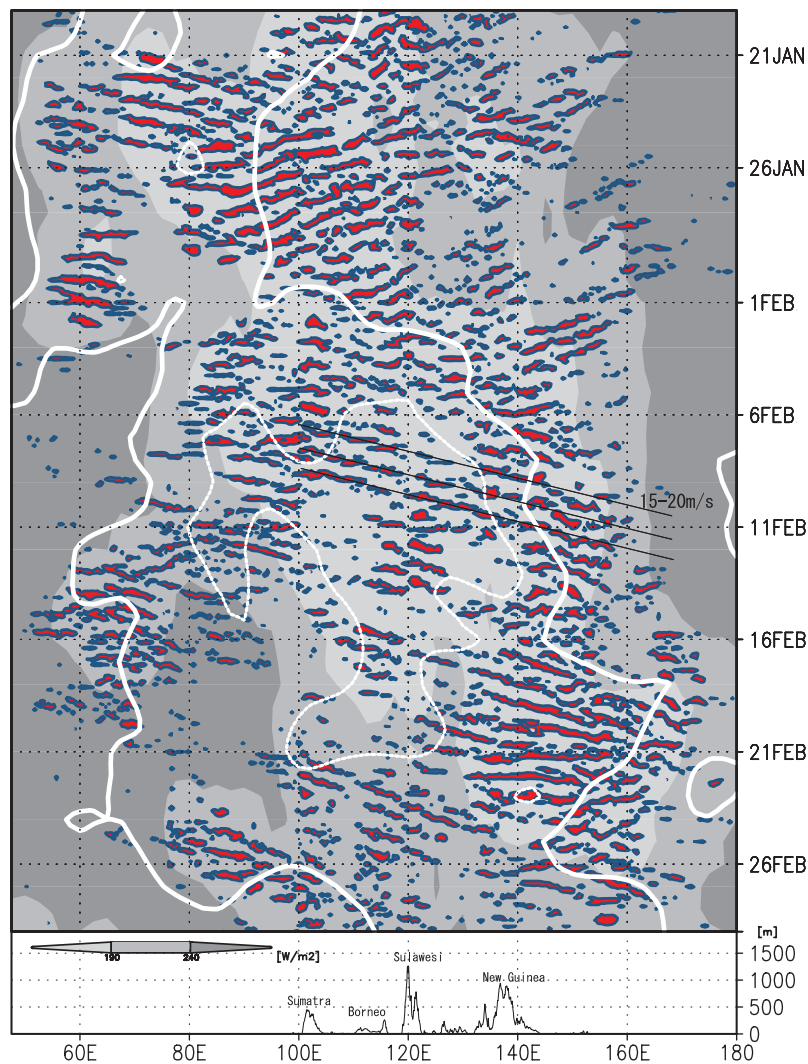 21JAN
26JAN
1FEB
6FEB
15-20m/s
11FEB
16FEB
21FEB
26FEB
190 240 [W/m2] [m]
Sulawesi 1500
New Guinea 1000
Sumatra Borneo 500
0
60E 80E 100E 120E 140E 160E 180